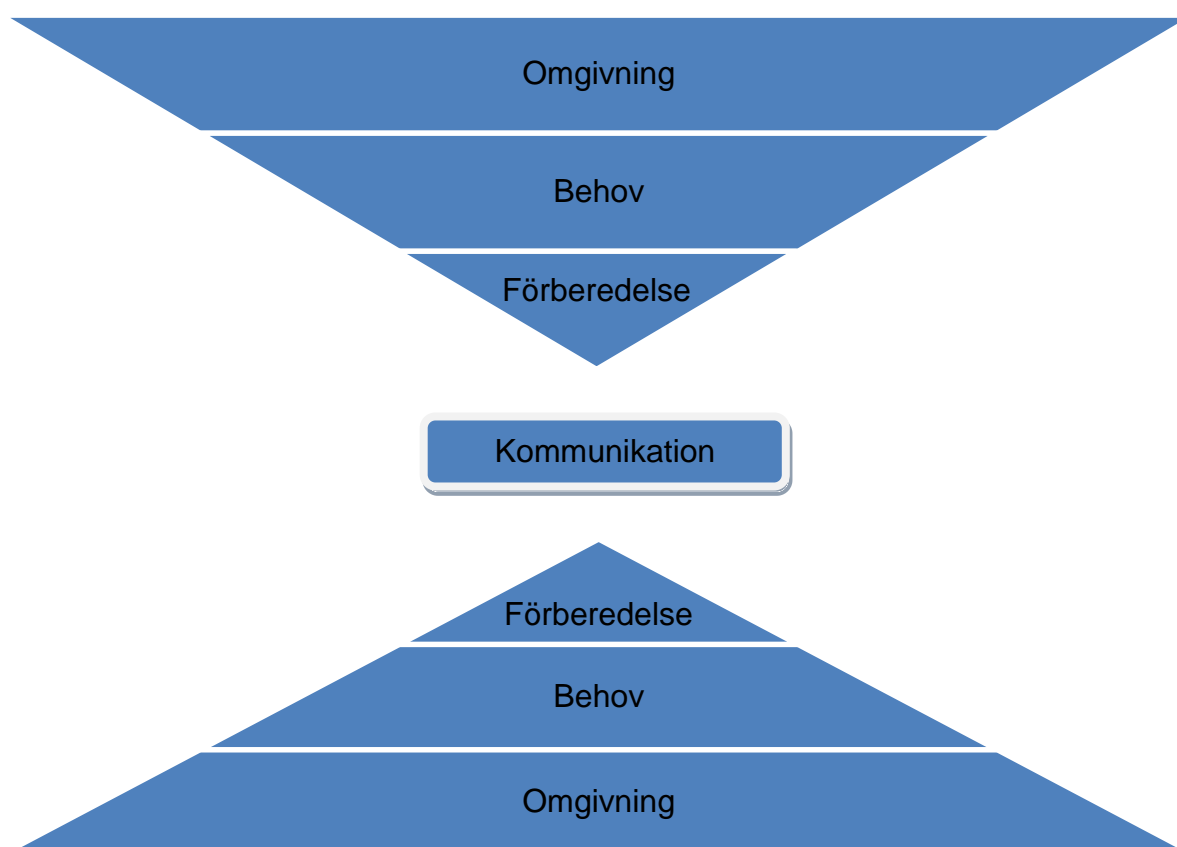 Omgivning
Behov
Förberedelse
Kommunikation
Förberedelse
Behov
Omgivning